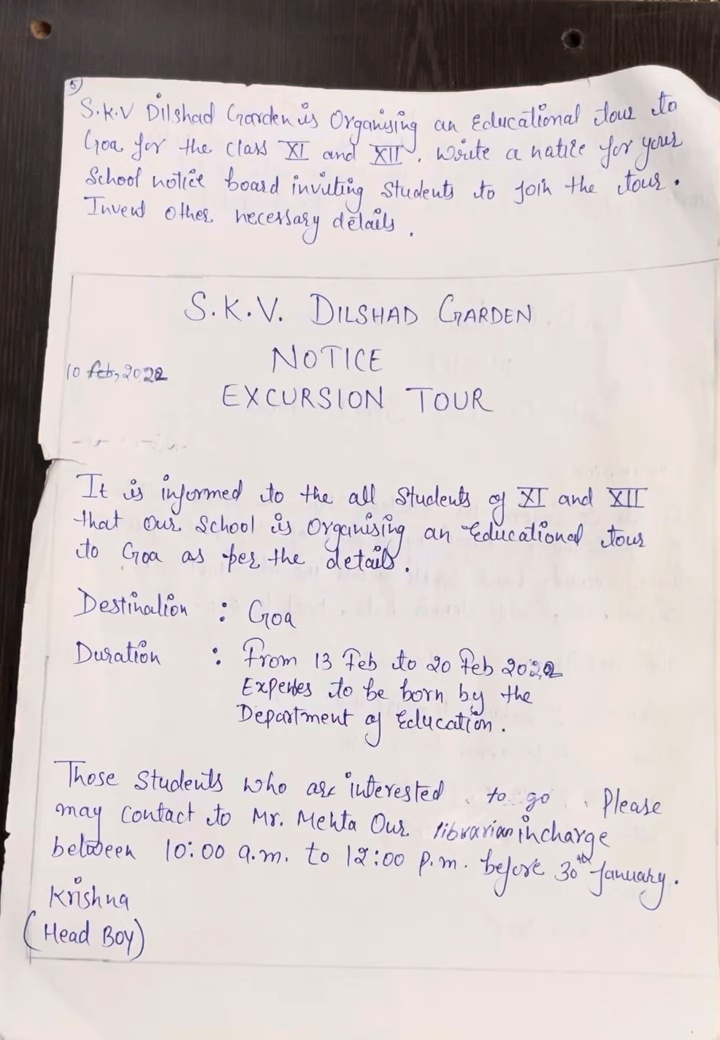 5)
S.K.V Dilshad Garden is Organising an Educational tour to
Goa for the class XI and XII. Write a notice for your
School notice board inviting Students to join the tour.
Invent other necessary details.
S.K.V. DILSHAD GARDEN
NOTICE
10 feb, 2022
EXCURSION TOUR
It is informed to the all Students of XI and XII
that our School is Organising an Educational tour
to Goa as per the details.
Destination : Goa
Duration : From 13 Feb to 20 Feb 2022
Expenses to be born by the
Department of Education.
Those Students who are interested to go. Please
may contact to Mr. Mehta Our librarian incharge
between 10:00 a.m. to 12:00 p.m. before 30th January.
Krishna
(Head Boy)